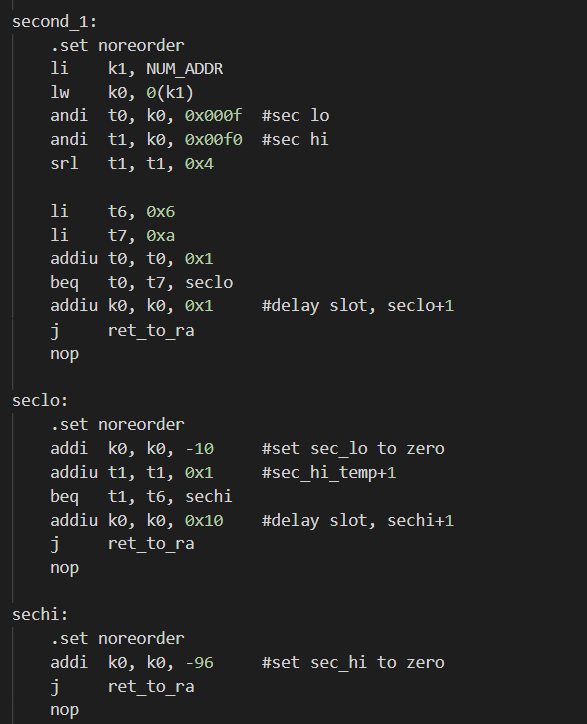 second_1:
    .set noreorder
    li    k1, NUM_ADDR
    lw    k0, 0(k1)
    andi  t0, k0, 0x000f  #sec lo
    andi  t1, k0, 0x00f0  #sec hi
    srl   t1, t1, 0x4

    li    t6, 0x6
    li    t7, 0xa
    addiu t0, t0, 0x1
    beq   t0, t7, seclo
    addiu k0, k0, 0x1     #delay slot, seclo+1
    j     ret_to_ra
    nop

seclo:
    .set noreorder
    addi  k0, k0, -10     #set sec_lo to zero
    addiu t1, t1, 0x1     #sec_hi_temp+1
    beq   t1, t6, sechi
    addiu k0, k0, 0x10    #delay slot, sechi+1
    j     ret_to_ra
    nop

sechi:
    .set noreorder
    addi  k0, k0, -96     #set sec_hi to zero
    j     ret_to_ra
    nop